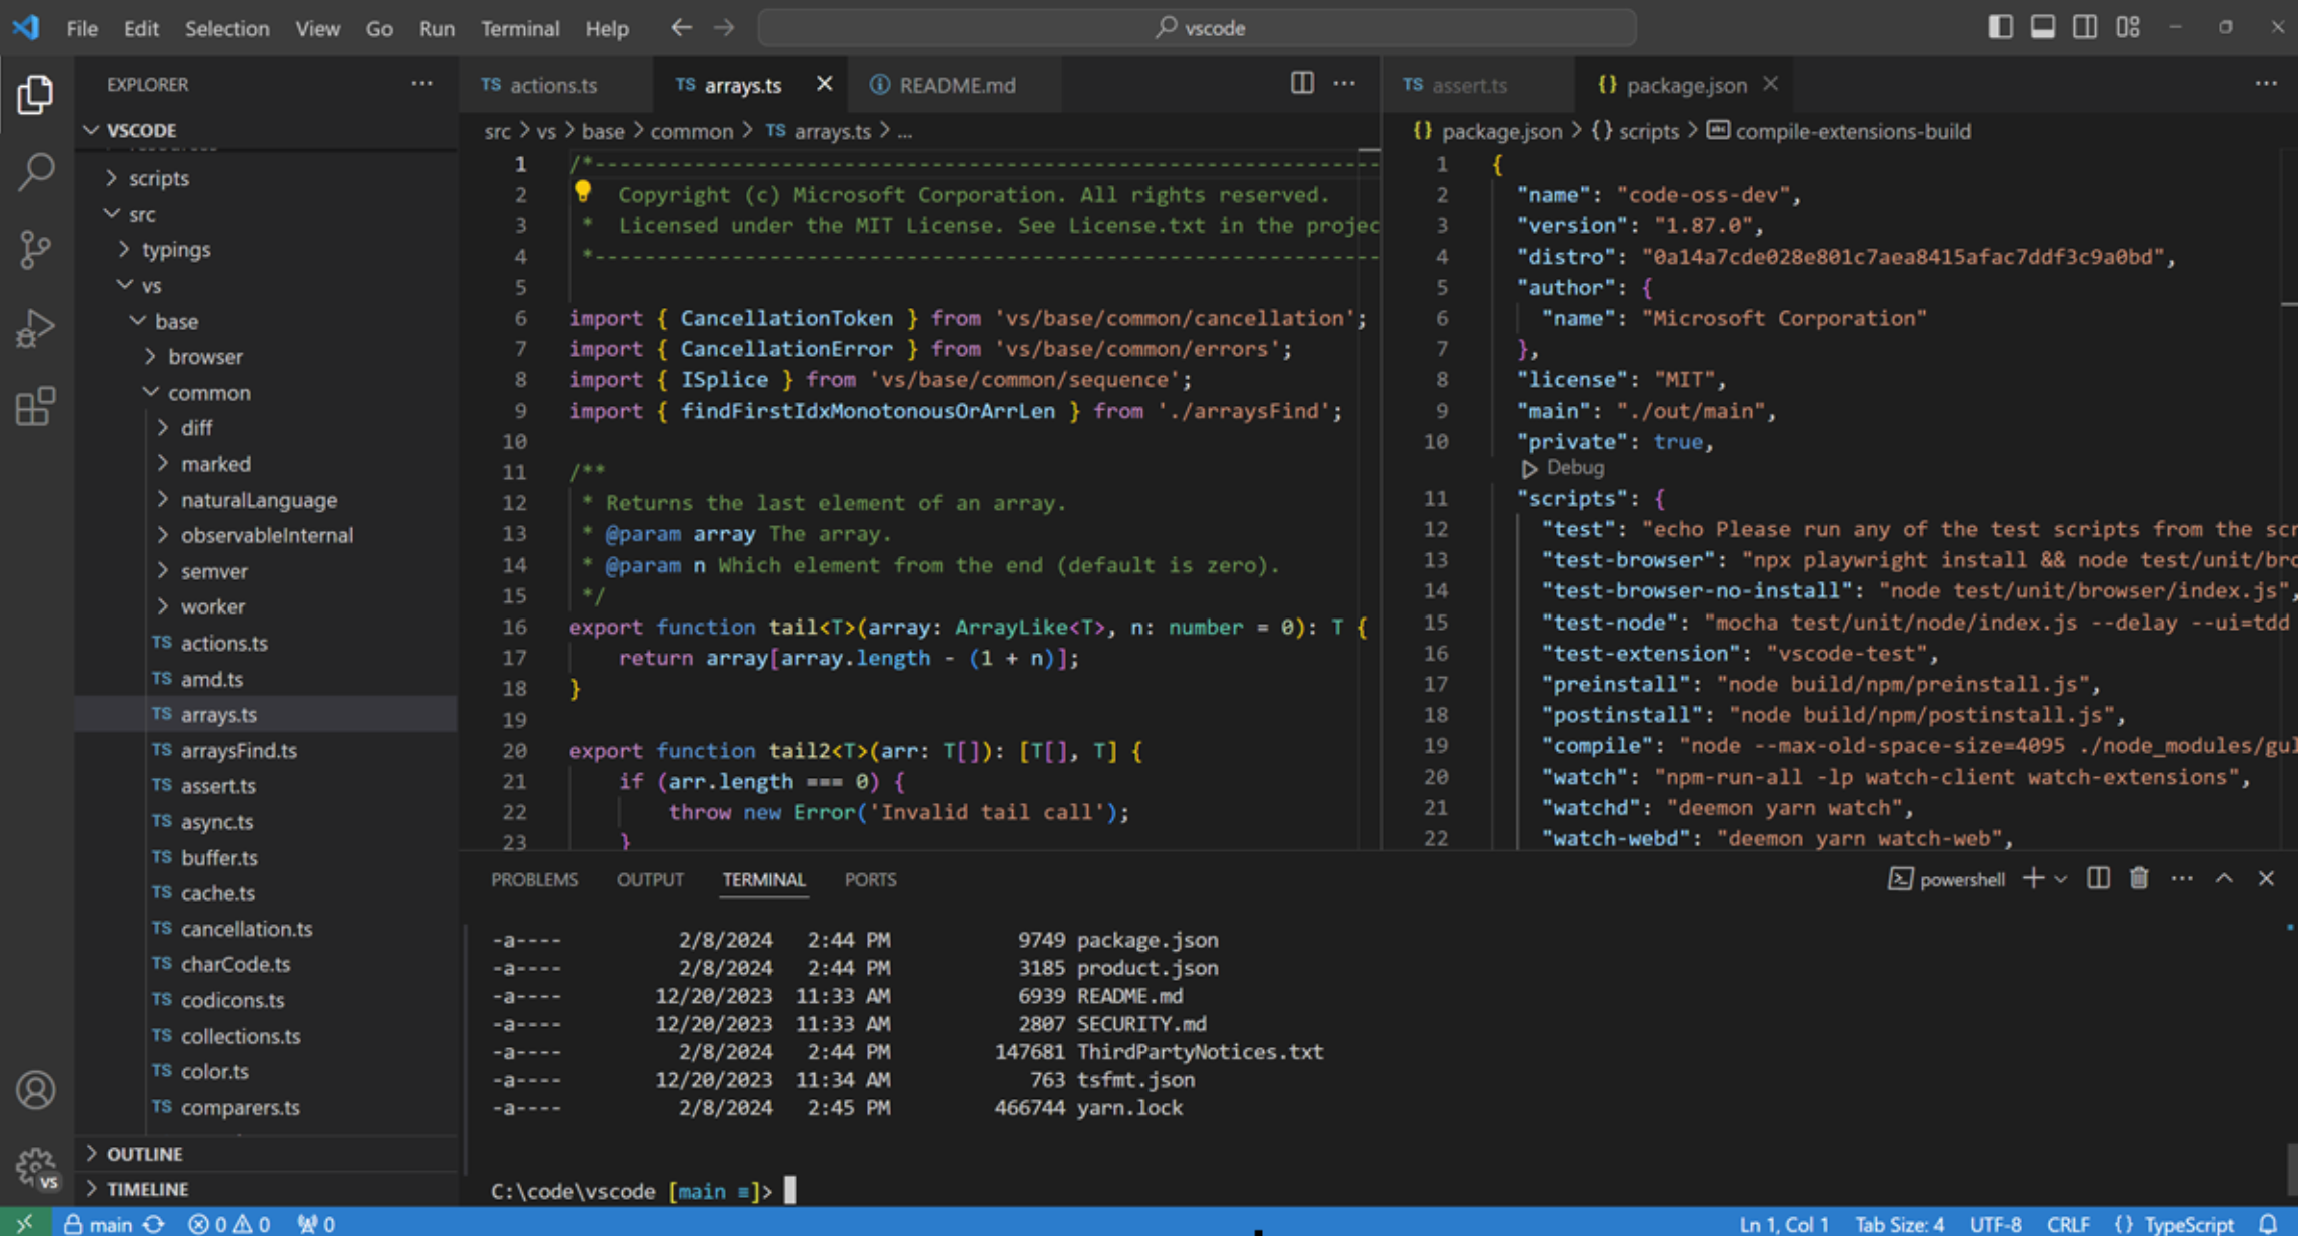 File Edit Selection View Go Run Terminal Help
vscode
EXPLORER
VSCODE
scripts
src
typings
vs
base
browser
common
diff
marked
naturalLanguage
observableInternal
semver
worker
TS actions.ts
TS amd.ts
TS arrays.ts
TS arraysFind.ts
TS assert.ts
TS async.ts
TS buffer.ts
TS cache.ts
TS cancellation.ts
TS charCode.ts
TS codicons.ts
TS collections.ts
TS color.ts
TS comparers.ts
OUTLINE
TIMELINE
VS
TS actions.ts TS arrays.ts README.md
src > vs > base > common > TS arrays.ts > ...
1 /*---------------------------------------------------------------
2 Copyright (c) Microsoft Corporation. All rights reserved.
3 * Licensed under the MIT License. See License.txt in the projec
4 *---------------------------------------------------------------
5
6 import { CancellationToken } from 'vs/base/common/cancellation';
7 import { CancellationError } from 'vs/base/common/errors';
8 import { ISplice } from 'vs/base/common/sequence';
9 import { findFirstIdxMonotonousOrArrLen } from './arraysFind';
10
11 /**
12 * Returns the last element of an array.
13 * @param array The array.
14 * @param n Which element from the end (default is zero).
15 */
16 export function tail<T>(array: ArrayLike<T>, n: number = 0): T {
17 return array[array.length - (1 + n)];
18 }
19
20 export function tail2<T>(arr: T[]): [T[], T] {
21 if (arr.length === 0) {
22 throw new Error('Invalid tail call');
23 }
TS assert.ts {} package.json
{} package.json > {} scripts > compile-extensions-build
1 {
2 "name": "code-oss-dev",
3 "version": "1.87.0",
4 "distro": "0a14a7cde028e801c7aea8415afac7ddf3c9a0bd",
5 "author": {
6 "name": "Microsoft Corporation"
7 },
8 "license": "MIT",
9 "main": "./out/main",
10 "private": true,
Debug
11 "scripts": {
12 "test": "echo Please run any of the test scripts from the scr
13 "test-browser": "npx playwright install && node test/unit/bro
14 "test-browser-no-install": "node test/unit/browser/index.js",
15 "test-node": "mocha test/unit/node/index.js --delay --ui=tdd
16 "test-extension": "vscode-test",
17 "preinstall": "node build/npm/preinstall.js",
18 "postinstall": "node build/npm/postinstall.js",
19 "compile": "node --max-old-space-size=4095 ./node_modules/gul
20 "watch": "npm-run-all -lp watch-client watch-extensions",
21 "watchd": "deemon yarn watch",
22 "watch-webd": "deemon yarn watch-web",
PROBLEMS OUTPUT TERMINAL PORTS
powershell
-a---- 2/8/2024 2:44 PM 9749 package.json
-a---- 2/8/2024 2:44 PM 3185 product.json
-a---- 12/20/2023 11:33 AM 6939 README.md
-a---- 12/20/2023 11:33 AM 2807 SECURITY.md
-a---- 2/8/2024 2:44 PM 147681 ThirdPartyNotices.txt
-a---- 12/20/2023 11:34 AM 763 tsfmt.json
-a---- 2/8/2024 2:45 PM 466744 yarn.lock
C:\code\vscode [main ≡]>
main 0 0 0
Ln 1, Col 1 Tab Size: 4 UTF-8 CRLF {} TypeScript